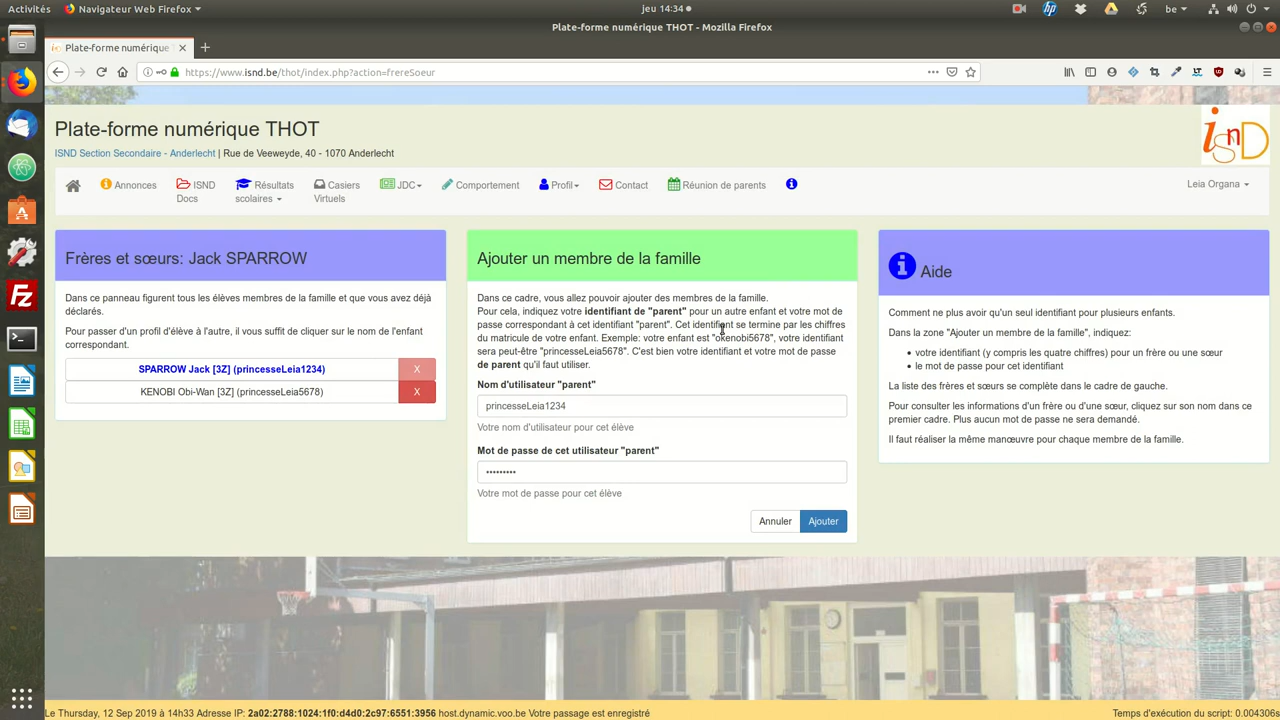 Activités
Navigateur Web Firefox
jeu 14:34
be
Plate-forme numérique THOT - Mozilla Firefox
Plate-forme numérique
https://www.isnd.be/thot/index.php?action=frereSoeur
Plate-forme numérique THOT
ISND Section Secondaire - Anderlecht | Rue de Veeweyde, 40 - 1070 Anderlecht
isnD
Annonces
ISND Docs
Résultats scolaires
Casiers Virtuels
JDC
Comportement
Profil
Contact
Réunion de parents
Leia Organa
Frères et sœurs: Jack SPARROW
Dans ce panneau figurent tous les élèves membres de la famille et que vous avez déjà
déclarés.
Pour passer d'un profil d'élève à l'autre, il vous suffit de cliquer sur le nom de l'enfant
correspondant.
SPARROW Jack [3Z] (princesseLeia1234) X
KENOBI Obi-Wan [3Z] (princesseLeia5678) X
Ajouter un membre de la famille
Dans ce cadre, vous allez pouvoir ajouter des membres de la famille.
Pour cela, indiquez votre identifiant de "parent" pour un autre enfant et votre mot de
passe correspondant à cet identifiant "parent". Cet identifiant se termine par les chiffres
du matricule de votre enfant. Exemple: votre enfant est "okenobi5678", votre identifiant
sera peut-être "princesseLeia5678". C'est bien votre identifiant et votre mot de passe
de parent qu'il faut utiliser.
Nom d'utilisateur "parent"
princesseLeia1234
Votre nom d'utilisateur pour cet élève
Mot de passe de cet utilisateur "parent"
•••••••••
Votre mot de passe pour cet élève
Annuler Ajouter
Aide
Comment ne plus avoir qu'un seul identifiant pour plusieurs enfants.
Dans la zone "Ajouter un membre de la famille", indiquez:
• votre identifiant (y compris les quatre chiffres) pour un frère ou une sœur
• le mot de passe pour cet identifiant
La liste des frères et sœurs se complète dans le cadre de gauche.
Pour consulter les informations d'un frère ou d'une sœur, cliquez sur son nom dans ce
premier cadre. Plus aucun mot de passe ne sera demandé.
Il faut réaliser la même manœuvre pour chaque membre de la famille.
Le Thursday, 12 Sep 2019 à 14h33 Adresse IP: 2a02:2788:1024:1f0:d4d0:2c97:6551:3956 host.dynamic.voo.be Votre passage est enregistré
Temps d'exécution du script: 0.004306s